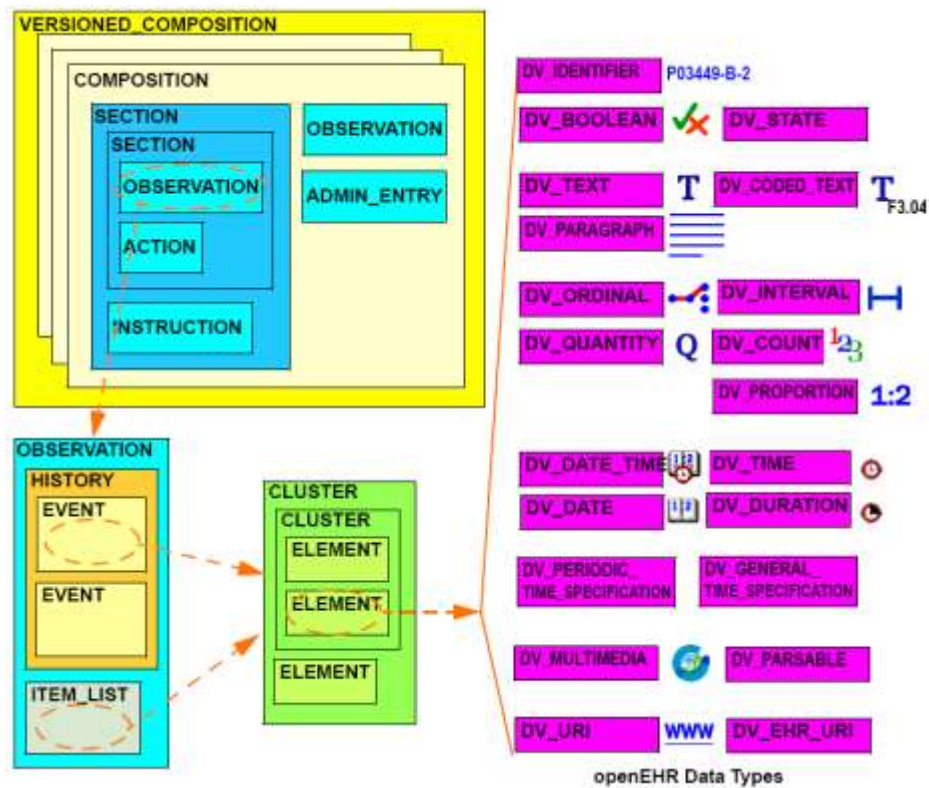 VERSIONED_COMPOSITION
COMPOSITION
SECTION
SECTION
OBSERVATION
ACTION
INSTRUCTION
OBSERVATION
ADMIN_ENTRY
OBSERVATION
HISTORY
EVENT
EVENT
ITEM_LIST
CLUSTER
CLUSTER
ELEMENT
ELEMENT
ELEMENT
DV_IDENTIFIER P03449-B-2
DV_BOOLEAN DV_STATE
DV_TEXT T DV_CODED_TEXT T F3.04
DV_PARAGRAPH
DV_ORDINAL DV_INTERVAL
DV_QUANTITY Q DV_COUNT 123
DV_PROPORTION 1:2
DV_DATE_TIME 12 DV_TIME
DV_DATE 12 DV_DURATION
DV_PERIODIC_ DV_GENERAL_
TIME_SPECIFICATION TIME_SPECIFICATION
DV_MULTIMEDIA DV_PARSABLE
DV_URI www DV_EHR_URI
openEHR Data Types